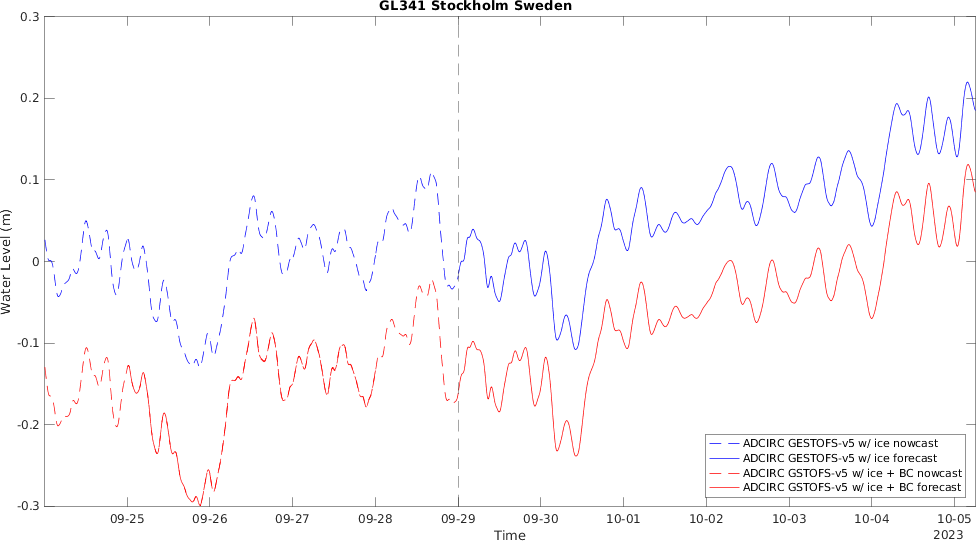 GL341 Stockholm Sweden
0.3
0.2
0.1
0
-0.1
-0.2
-0.3
Water Level (m)
ADCIRC GESTOFS-v5 w/ ice nowcast
ADCIRC GESTOFS-v5 w/ ice forecast
ADCIRC GSTOFS-v5 w/ ice + BC nowcast
ADCIRC GSTOFS-v5 w/ ice + BC forecast
09-25 09-26 09-27 09-28 09-29 09-30 10-01 10-02 10-03 10-04 10-05
Time
2023